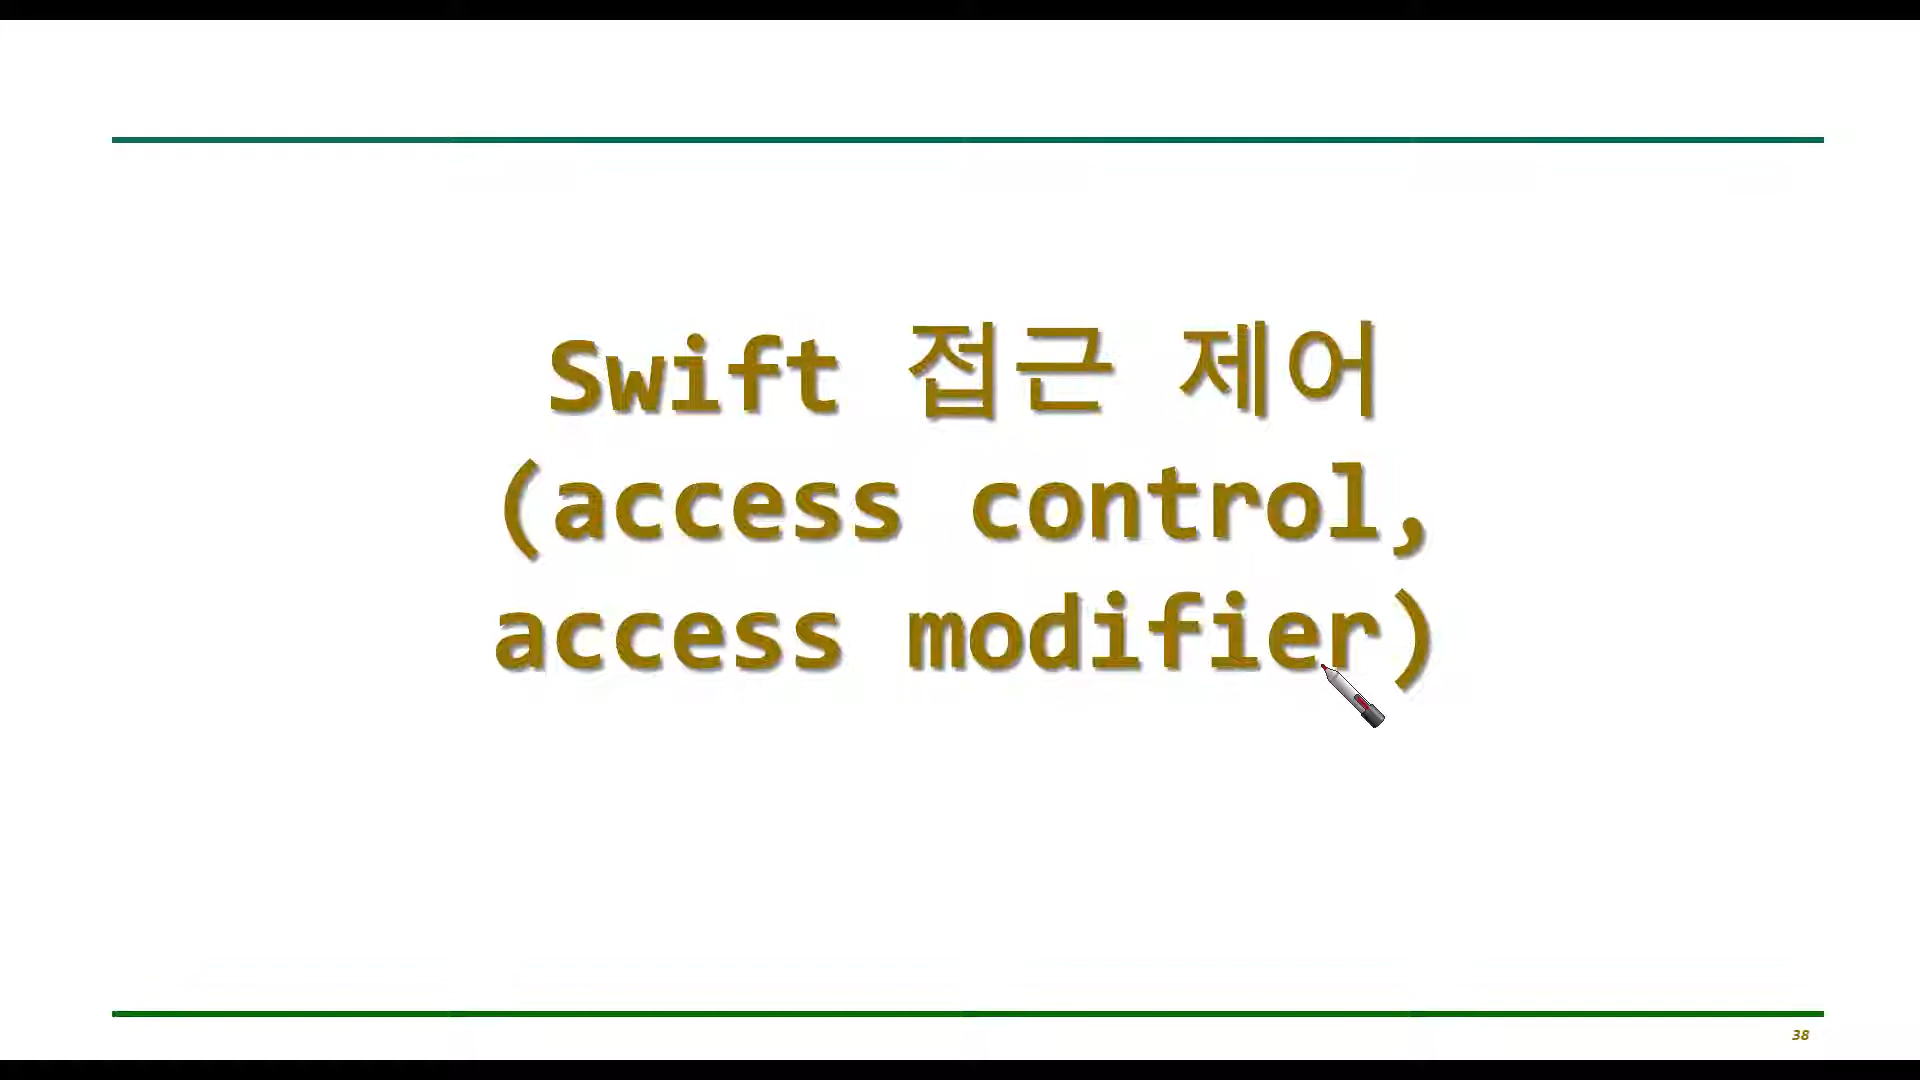 Swift 접근 제어
(access control,
access modifier)
38